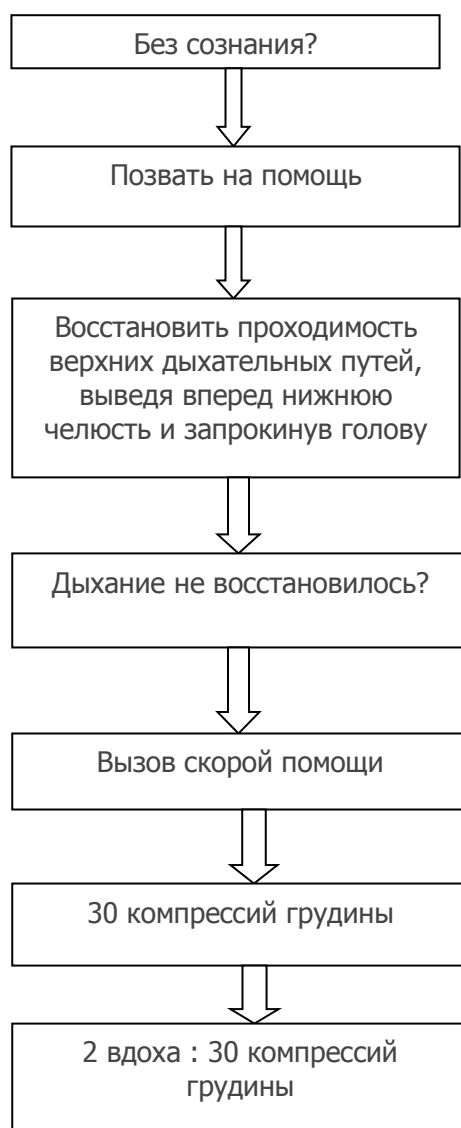 Без сознания?
Позвать на помощь
Восстановить проходимость
верхних дыхательных путей,
выведя вперед нижнюю
челюсть и запрокинув голову
Дыхание не восстановилось?
Вызов скорой помощи
30 компрессий грудины
2 вдоха : 30 компрессий
грудины